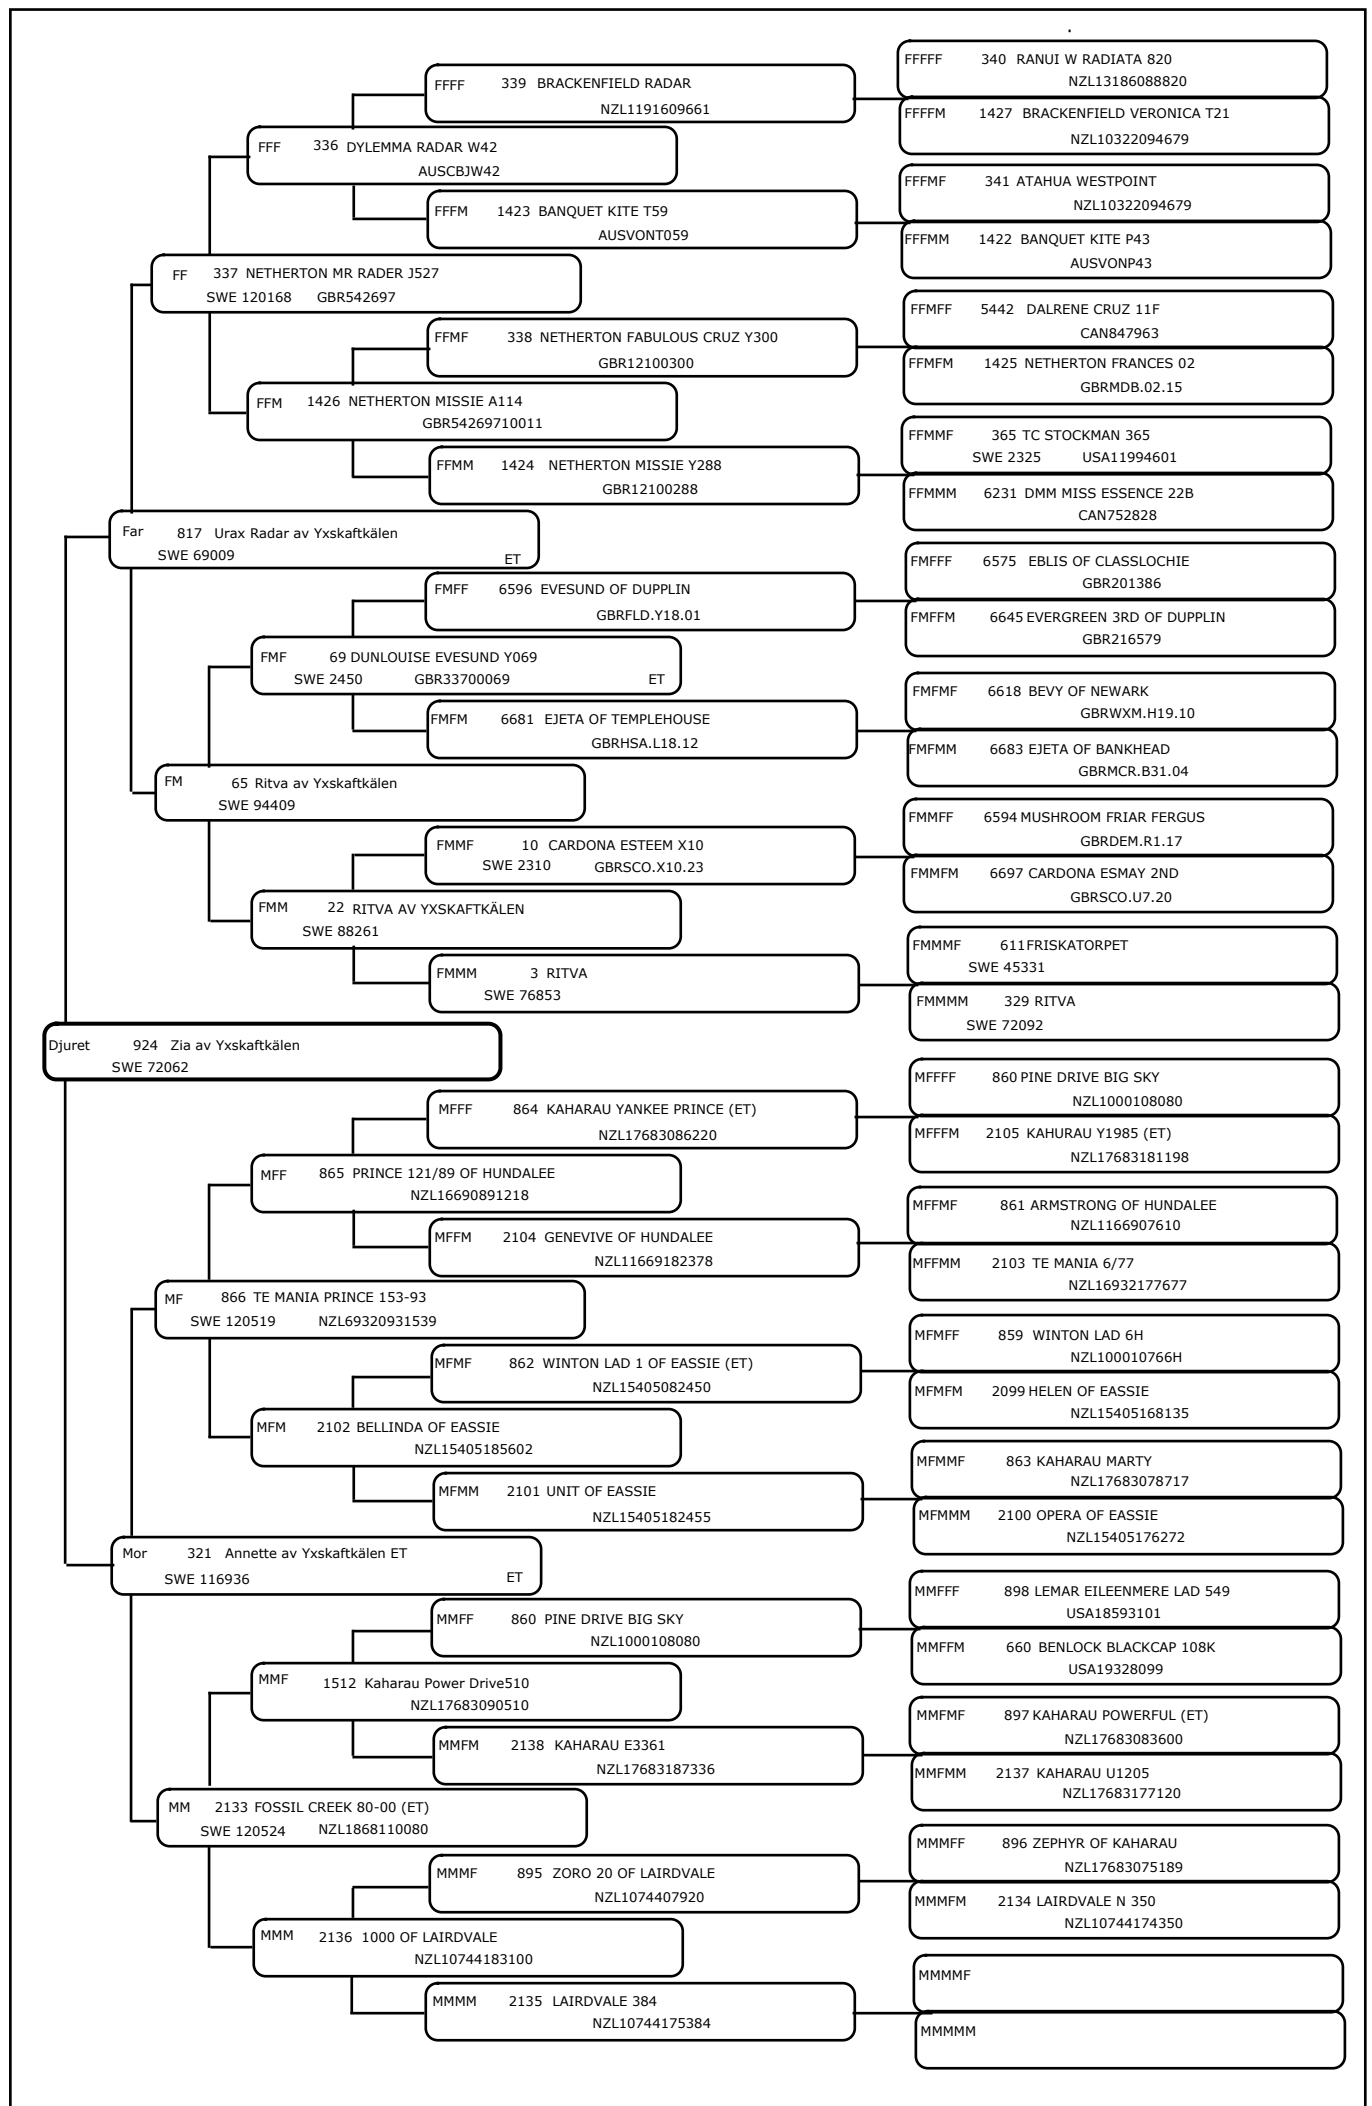 FFFFF 340 RANUI W RADIATA 820
NZL13186088820
FFFF 339 BRACKENFIELD RADAR
NZL1191609661
FFFFM 1427 BRACKENFIELD VERONICA T21
NZL10322094679
FFF 336 DYLEMMA RADAR W42
AUSCBJW42
FFFMF 341 ATAHUA WESTPOINT
NZL10322094679
FFFM 1423 BANQUET KITE T59
AUSVONT059
FFFMM 1422 BANQUET KITE P43
AUSVONP43
FF 337 NETHERTON MR RADER J527
SWE 120168 GBR542697
FFMFF 5442 DALRENE CRUZ 11F
CAN847963
FFMF 338 NETHERTON FABULOUS CRUZ Y300
GBR12100300
FFMFM 1425 NETHERTON FRANCES 02
GBRMDB.02.15
FFM 1426 NETHERTON MISSIE A114
GBR54269710011
FFMMF 365 TC STOCKMAN 365
SWE 2325 USA11994601
FFMM 1424 NETHERTON MISSIE Y288
GBR12100288
FFMMM 6231 DMM MISS ESSENCE 22B
CAN752828
Far 817 Urax Radar av Yxskaftkälen
SWE 69009 ET
FMFFF 6575 EBLIS OF CLASSLOCHIE
GBR201386
FMFF 6596 EVESUND OF DUPPLIN
GBRFLD.Y18.01
FMFFM 6645 EVERGREEN 3RD OF DUPPLIN
GBR216579
FMF 69 DUNLOUISE EVESUND Y069
SWE 2450 GBR33700069 ET
FMFMF 6618 BEVY OF NEWARK
GBRWXM.H19.10
FMFM 6681 EJETA OF TEMPLEHOUSE
GBRHSA.L18.12
FMFMM 6683 EJETA OF BANKHEAD
GBRMCR.B31.04
FM 65 Ritva av Yxskaftkälen
SWE 94409
FMMFF 6594 MUSHROOM FRIAR FERGUS
GBRDEM.R1.17
FMMF 10 CARDONA ESTEEM X10
SWE 2310 GBRSCO.X10.23
FMMFM 6697 CARDONA ESMAY 2ND
GBRSCO.U7.20
FMM 22 RITVA AV YXSKAFTKÄLEN
SWE 88261
FMMMF 611 FRISKATORPET
SWE 45331
FMMM 3 RITVA
SWE 76853
FMMMM 329 RITVA
SWE 72092
Djuret 924 Zia av Yxskaftkälen
SWE 72062
MFFFF 860 PINE DRIVE BIG SKY
NZL1000108080
MFFF 864 KAHARAU YANKEE PRINCE (ET)
NZL17683086220
MFFFM 2105 KAHURAU Y1985 (ET)
NZL17683181198
MFF 865 PRINCE 121/89 OF HUNDALEE
NZL16690891218
MFFMF 861 ARMSTRONG OF HUNDALEE
NZL1166907610
MFFM 2104 GENEVIVE OF HUNDALEE
NZL11669182378
MFFMM 2103 TE MANIA 6/77
NZL16932177677
MF 866 TE MANIA PRINCE 153-93
SWE 120519 NZL69320931539
MFMFF 859 WINTON LAD 6H
NZL100010766H
MFMF 862 WINTON LAD 1 OF EASSIE (ET)
NZL15405082450
MFMFM 2099 HELEN OF EASSIE
NZL15405168135
MFM 2102 BELLINDA OF EASSIE
NZL15405185602
MFMMF 863 KAHARAU MARTY
NZL17683078717
MFMM 2101 UNIT OF EASSIE
NZL15405182455
MFMMM 2100 OPERA OF EASSIE
NZL15405176272
Mor 321 Annette av Yxskaftkälen ET
SWE 116936 ET
MMFFF 898 LEMAR EILEENMERE LAD 549
USA18593101
MMFF 860 PINE DRIVE BIG SKY
NZL1000108080
MMFFM 660 BENLOCK BLACKCAP 108K
USA19328099
MMF 1512 Kaharau Power Drive510
NZL17683090510
MMFMF 897 KAHARAU POWERFUL (ET)
NZL17683083600
MMFM 2138 KAHARAU E3361
NZL17683187336
MMFMM 2137 KAHARAU U1205
NZL17683177120
MM 2133 FOSSIL CREEK 80-00 (ET)
SWE 120524 NZL1868110080
MMMFF 896 ZEPHYR OF KAHARAU
NZL17683075189
MMMF 895 ZORO 20 OF LAIRDVALE
NZL1074407920
MMMFM 2134 LAIRDVALE N 350
NZL10744174350
MMM 2136 1000 OF LAIRDVALE
NZL10744183100
MMMMF
MMMM 2135 LAIRDVALE 384
NZL10744175384
MMMMM